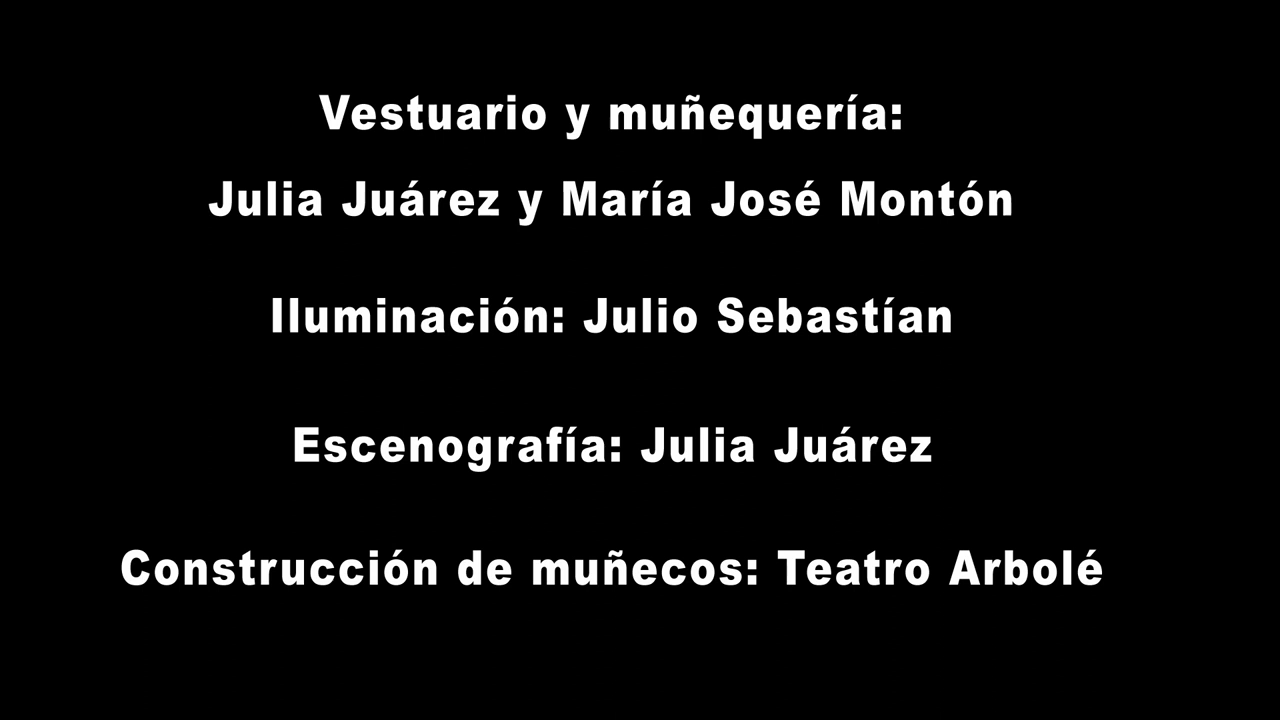 Vestuario y muñequería:
Julia Juárez y María José Montón
Iluminación: Julio Sebastían
Escenografía: Julia Juárez
Construcción de muñecos: Teatro Arbolé